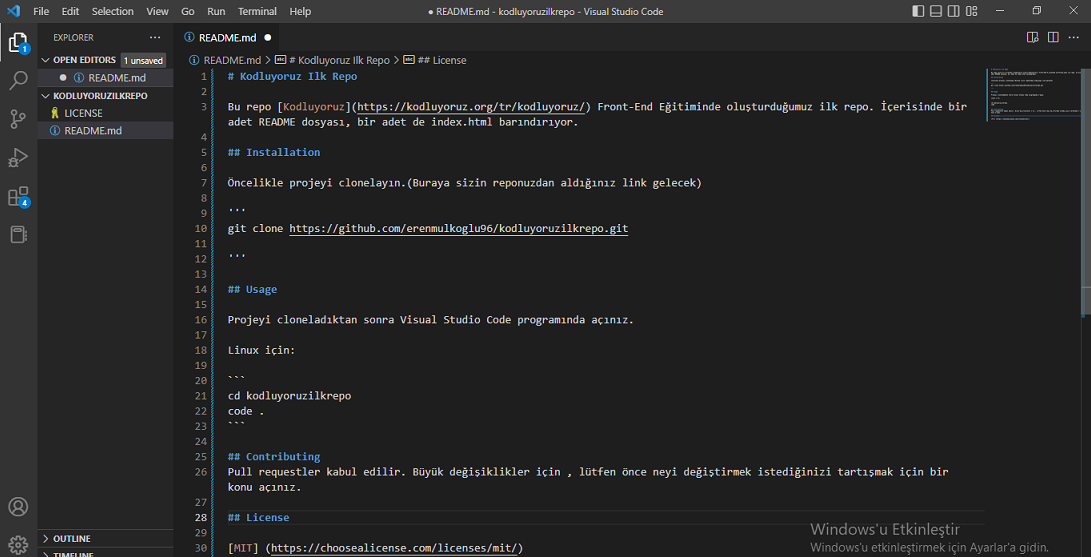 File Edit Selection View Go Run Terminal Help
● README.md - kodluyoruzilkrepo - Visual Studio Code
EXPLORER ...
README.md ●
OPEN EDITORS 1 unsaved
README.md > # Kodluyoruz Ilk Repo > ## License
● README.md
KODLUYORUZILKREPO
LICENSE
README.md
1 # Kodluyoruz Ilk Repo
2
3 Bu repo [Kodluyoruz](https://kodluyoruz.org/tr/kodluyoruz/) Front-End Eğitiminde oluşturduğumuz ilk repo. İçerisinde bir
adet README dosyası, bir adet de index.html barındırıyor.
4
5 ## Installation
6
7 Öncelikle projeyi clonelayın.(Buraya sizin reponuzdan aldığınız link gelecek)
8
9 '''
10 git clone https://github.com/erenmulkoglu96/kodluyoruzilkrepo.git
11
12 '''
13
14 ## Usage
15
16 Projeyi cloneladıktan sonra Visual Studio Code programında açınız.
17
18 Linux için:
19
20 ```
21 cd kodluyoruzilkrepo
22 code .
23 ```
24
25 ## Contributing
26 Pull requestler kabul edilir. Büyük değişiklikler için , lütfen önce neyi değiştirmek istediğinizi tartışmak için bir
konu açınız.
27
28 ## License
29
30 [MIT] (https://choosealicense.com/licenses/mit/)
1
4
OUTLINE
TIMELINE
Windows'u Etkinleştir
Windows'u etkinleştirmek için Ayarlar'a gidin.